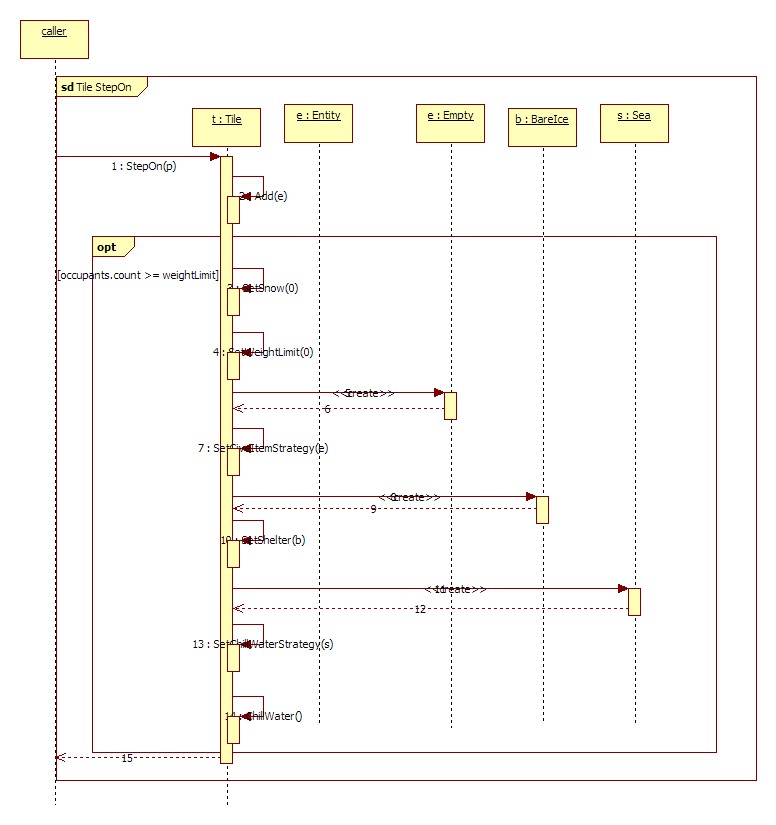 caller
sd Tile StepOn
t : Tile
e : Entity
e : Empty
b : BareIce
s : Sea
1 : StepOn(p)
2 : Add(e)
opt
[occupants.count >= weightLimit]
3 : SetSnow(0)
4 : SetWeightLimit(0)
5 : <<create>>
6
7 : SetGiveItemStrategy(e)
8 : <<create>>
9
10 : SetShelter(b)
11 : <<create>>
12
13 : SetChillWaterStrategy(s)
14 : ChillWater()
15